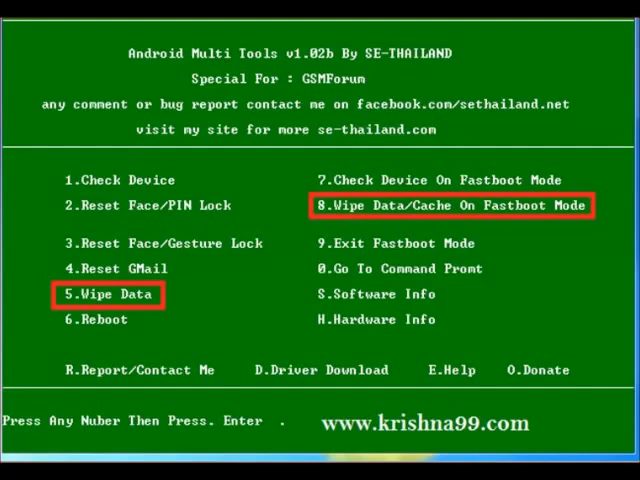 Android Multi Tools v1.02b By SE-THAILAND
Special For : GSMForum
any comment or bug report contact me on facebook.com/sethailand.net
visit my site for more se-thailand.com
1.Check Device 7.Check Device On Fastboot Mode
2.Reset Face/PIN Lock 8.Wipe Data/Cache On Fastboot Mode
3.Reset Face/Gesture Lock 9.Exit Fastboot Mode
4.Reset GMail 0.Go To Command Promt
5.Wipe Data S.Software Info
6.Reboot H.Hardware Info
R.Report/Contact Me D.Driver Download E.Help O.Donate
Press Any Nuber Then Press. Enter .
www.krishna99.com